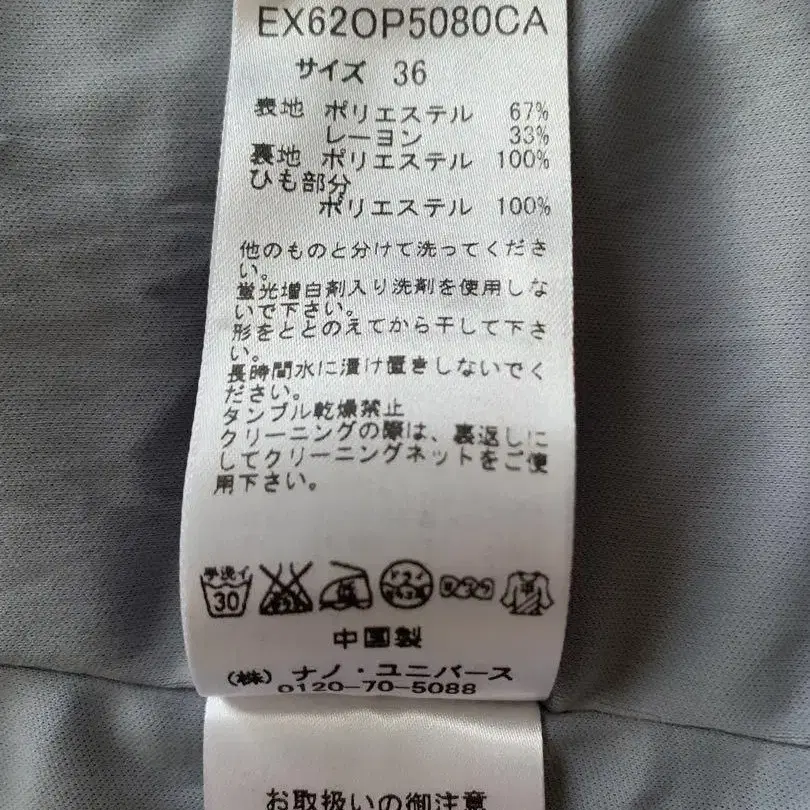 EX62OP5080CA
サイズ 36
表地 ポリエステル 67%
レーヨン 33%
裏地 ポリエステル 100%
ひも部分
ポリエステル 100%
他のものと分けて洗ってくださ
い。
蛍光増白剤入り洗剤を使用しな
いで下さい。
形をととのえてから干して下さ
い。
長時間水に漬け置きしないでく
ださい。
タンブル乾燥禁止
クリーニングの際は、裏返しに
してクリーニングネットをご使
用下さい。
手洗イ
30
中国製
(株) ナノ・ユニバース
0120-70-5088
お取扱いの御注意